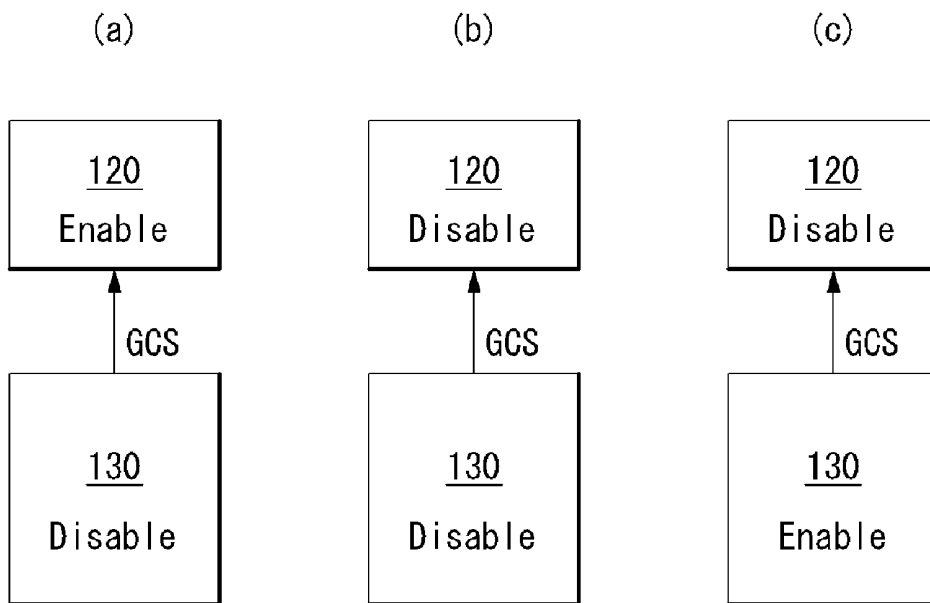 (a) (b) (c)
120 120 120
Enable Disable Disable
GCS GCS GCS
130 130 130
Disable Disable Enable